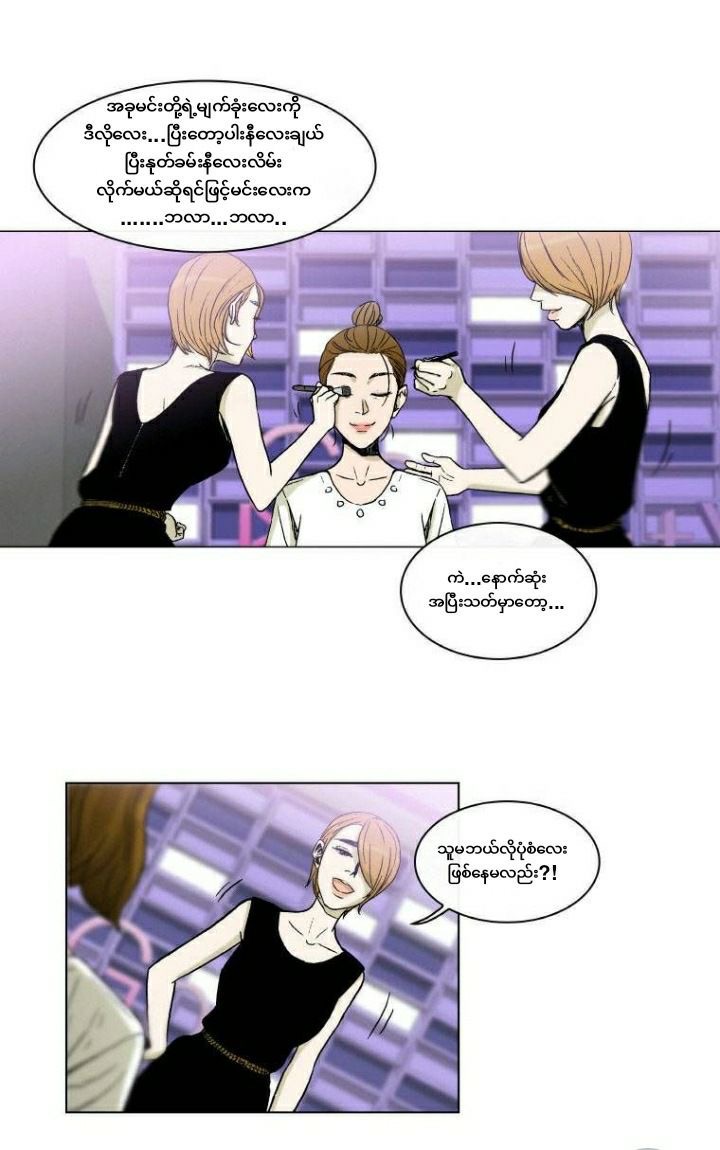 အခုမင်းတို့ရဲ့မျက်ခုံးလေးကို
ဒီလိုလေး...ပြီးတော့ပါးနီလေးချယ်
ပြီးနှုတ်ခမ်းနီလေးလိမ်း
လိုက်မယ်ဆိုရင်ဖြင့်မင်းလေးက
.......ဘလာ...ဘလာ..
ကဲ...နောက်ဆုံး
အပြီးသတ်မှာတော့...
သူမဘယ်လိုပုံစံလေး
ဖြစ်နေမလည်း?!